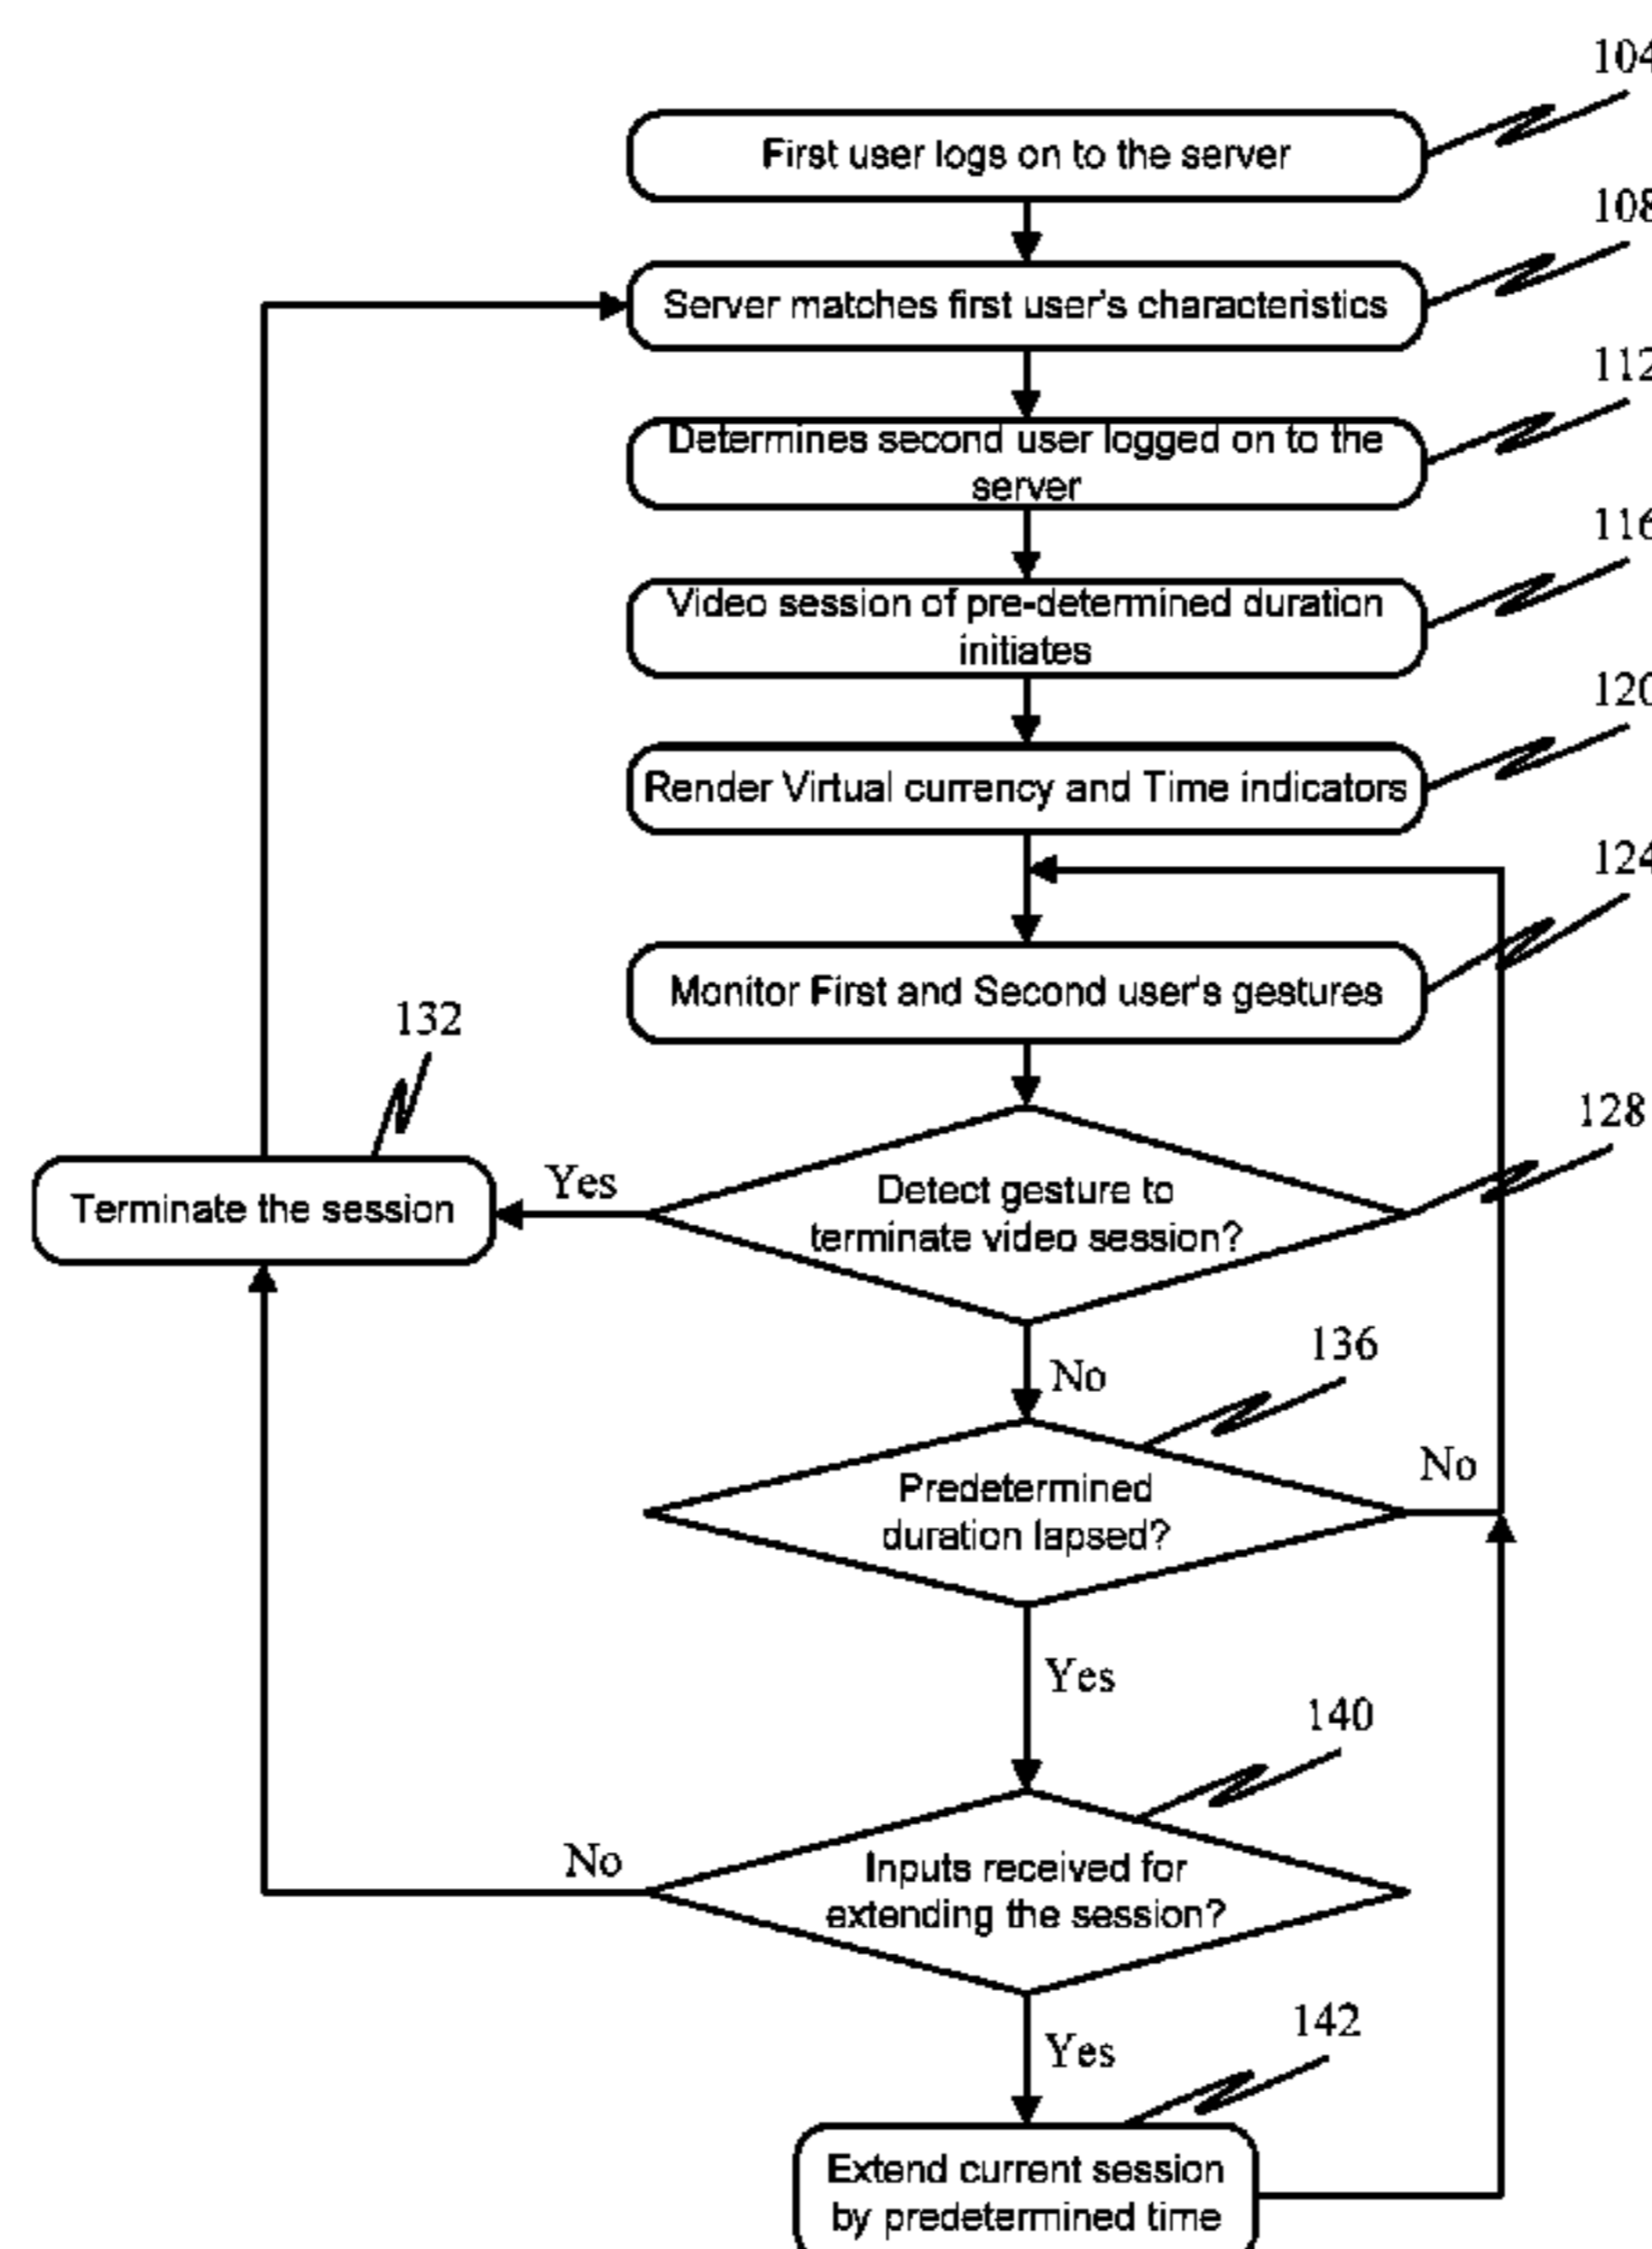 104
First user logs on to the server
108
Server matches first user's characteristics
112
Determines second user logged on to the
server
116
Video session of pre-determined duration
initiates
120
Render Virtual currency and Time indicators
124
Monitor First and Second user's gestures
132
128
Terminate the session
Yes
Detect gesture to
terminate video session?
No
136
Predetermined
duration lapsed?
No
Yes
140
No
Inputs received for
extending the session?
Yes
142
Extend current session
by predetermined time